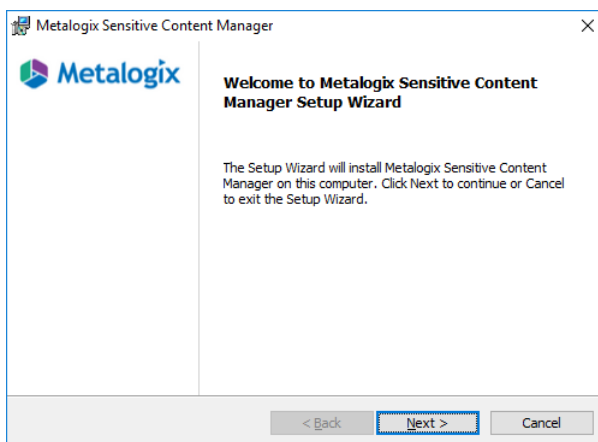 Metalogix Sensitive Content Manager
Metalogix
Welcome to Metalogix Sensitive Content
Manager Setup Wizard
The Setup Wizard will install Metalogix Sensitive Content
Manager on this computer. Click Next to continue or Cancel
to exit the Setup Wizard.
< Back
Next >
Cancel